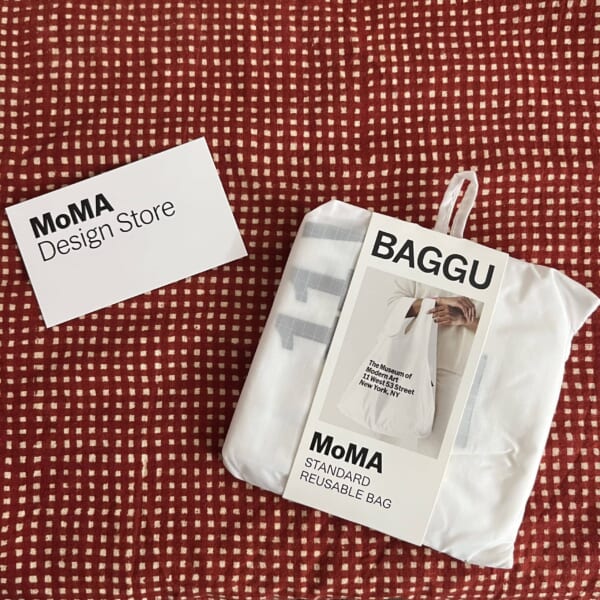 MoMA
Design Store
BAGGU
The Museum of
Modern Art
11 West 53 Street
New York, NY
MoMA
STANDARD
REUSABLE BAG
11